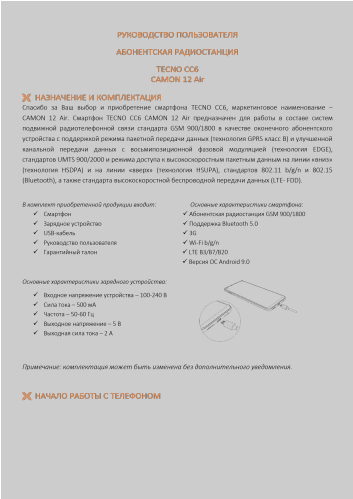 РУКОВОДСТВО ПОЛЬЗОВАТЕЛЯ
АБОНЕНТСКАЯ РАДИОСТАНЦИЯ
TECNO CC6
CAMON 12 Air
НАЗНАЧЕНИЕ И КОМПЛЕКТАЦИЯ
Спасибо за Ваш выбор и приобретение смартфона TECNO CC6, маркетинговое наименование –
CAMON 12 Air. Смартфон TECNO CC6 CAMON 12 Air предназначен для работы в составе систем
подвижной радиотелефонной связи стандарта GSM 900/1800 в качестве оконечного абонентского
устройства с поддержкой режима пакетной передачи данных (технология GPRS класс B) и улучшенной
канальной передачи данных с восьмипозиционной фазовой модуляцией (технология EDGE),
стандартов UMTS 900/2000 и режима доступа к высокоскоростным пакетным данным на линии «вниз»
(технология HSDPA) и на линии «вверх» (технология HSUPA), стандартов 802.11 b/g/n и 802.15
(Bluetooth), а также стандарта высокоскоростной беспроводной передачи данных (LTE- FDD).
В комплект приобретенной продукции входит:
✓ Смартфон
✓ Зарядное устройство
✓ USB-кабель
✓ Руководство пользователя
✓ Гарантийный талон
Основные характеристики смартфона:
✓ Абонентская радиостанция GSM 900/1800
✓ Поддержка Bluetooth 5.0
✓ 3G
✓ Wi-Fi b/g/n
✓ LTE B3/B7/B20
✓ Версия ОС Android 9.0
Основные характеристики зарядного устройства:
✓ Входное напряжение устройства – 100-240 В
✓ Сила тока – 500 мА
✓ Частота – 50-60 Гц
✓ Выходное напряжение – 5 В
✓ Выходная сила тока – 2 А
Примечание: комплектация может быть изменена без дополнительного уведомления.
НАЧАЛО РАБОТЫ С ТЕЛЕФОНОМ